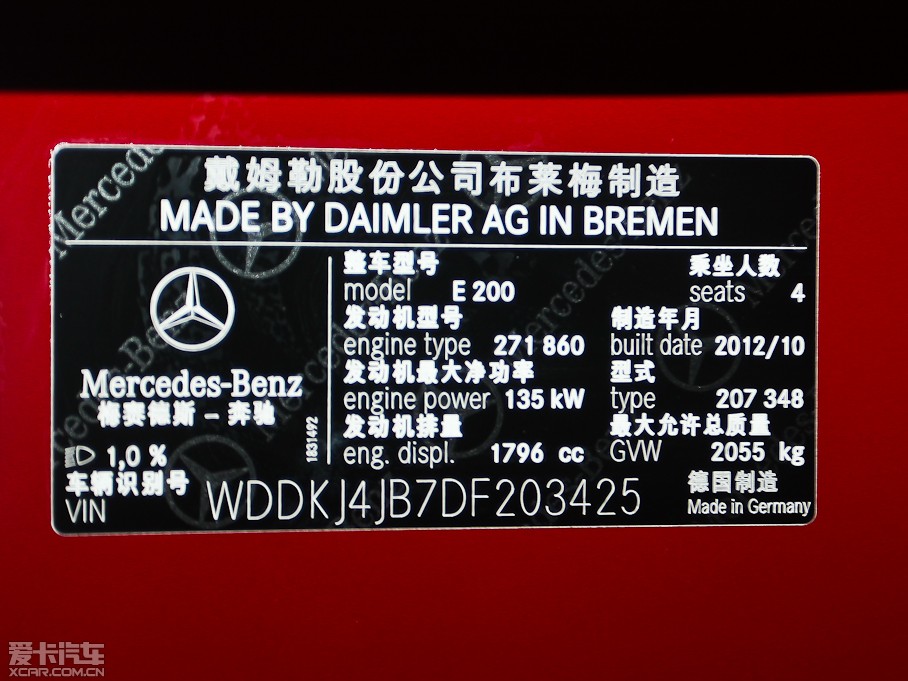 戴姆勒股份公司布莱梅制造
MADE BY DAIMLER AG IN BREMEN
Mercedes-Benz
梅赛德斯 - 奔驰
1,0 %
1831492
整车型号
model E 200
乘坐人数
seats 4
发动机型号
engine type 271 860
制造年月
built date 2012/10
发动机最大净功率
engine power 135 kW
型式
type 207 348
发动机排量
eng. displ. 1796 cc
最大允许总质量
GVW 2055 kg
车辆识别号
VIN WDDKJ4JB7DF203425
德国制造
Made in Germany
爱卡汽车
XCAR.COM.CN